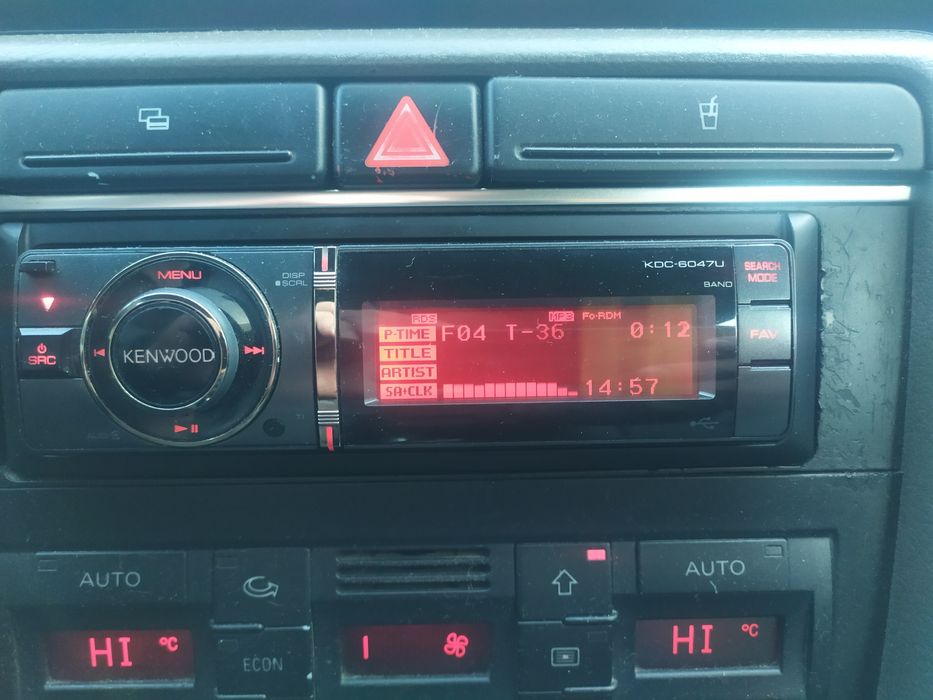 KDC-6047U
SEARCH
MODE
MENU
DISP
SCRL
BAND
RDS
MP3
Fo-RDM
P-TIME F04 T-36 0:12
SRC
KENWOOD
FAV
TITLE
ARTIST
SA+CLK 14:57
AUTO
AUTO
HI °C
ECON
1
HI °C